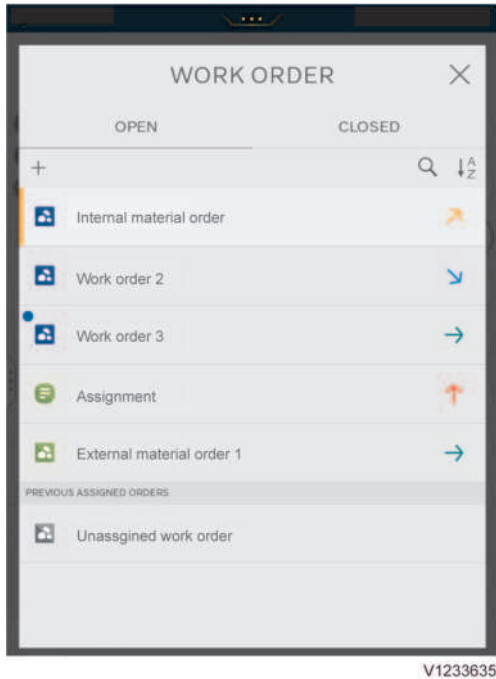 WORK ORDER
OPEN CLOSED
Internal material order
Work order 2
Work order 3
Assignment
External material order 1
PREVIOUS ASSIGNED ORDERS
Unassgined work order
V1233635